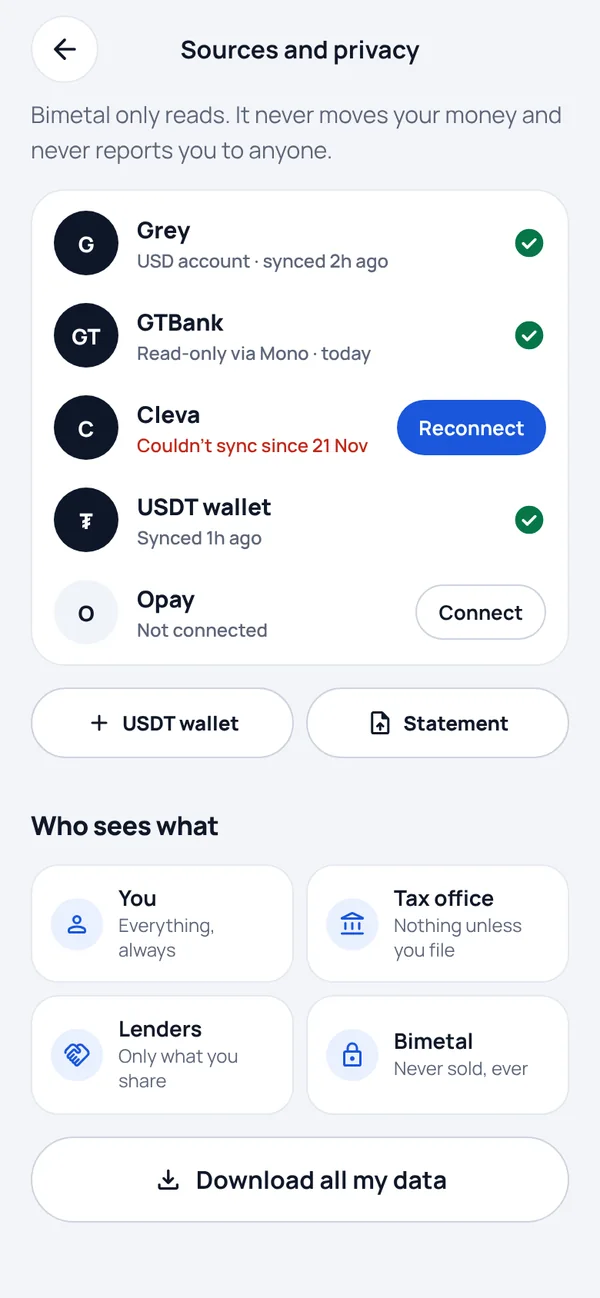 Sources and privacy
Bimetal only reads. It never moves your money and
never reports you to anyone.
G
Grey
USD account · synced 2h ago
GT
GTBank
Read-only via Mono · today
C
Cleva
Couldn't sync since 21 Nov
Reconnect
₮
USDT wallet
Synced 1h ago
O
Opay
Not connected
Connect
+ USDT wallet
Statement
Who sees what
You
Everything,
always
Tax office
Nothing unless
you file
Lenders
Only what you
share
Bimetal
Never sold, ever
Download all my data